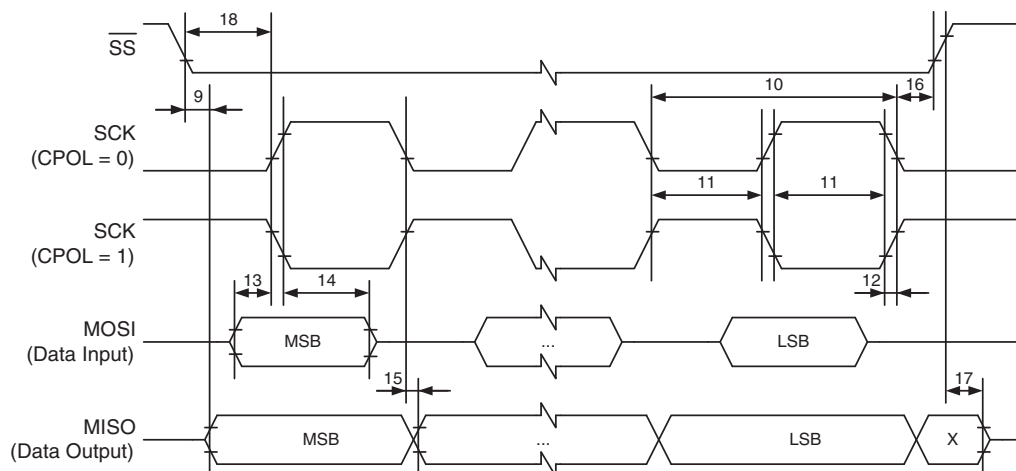 18
SS
10
16
9
SCK
(CPOL = 0)
11
11
SCK
(CPOL = 1)
13
14
12
MOSI
(Data Input)
MSB
...
LSB
15
17
MISO
(Data Output)
MSB
...
LSB
X